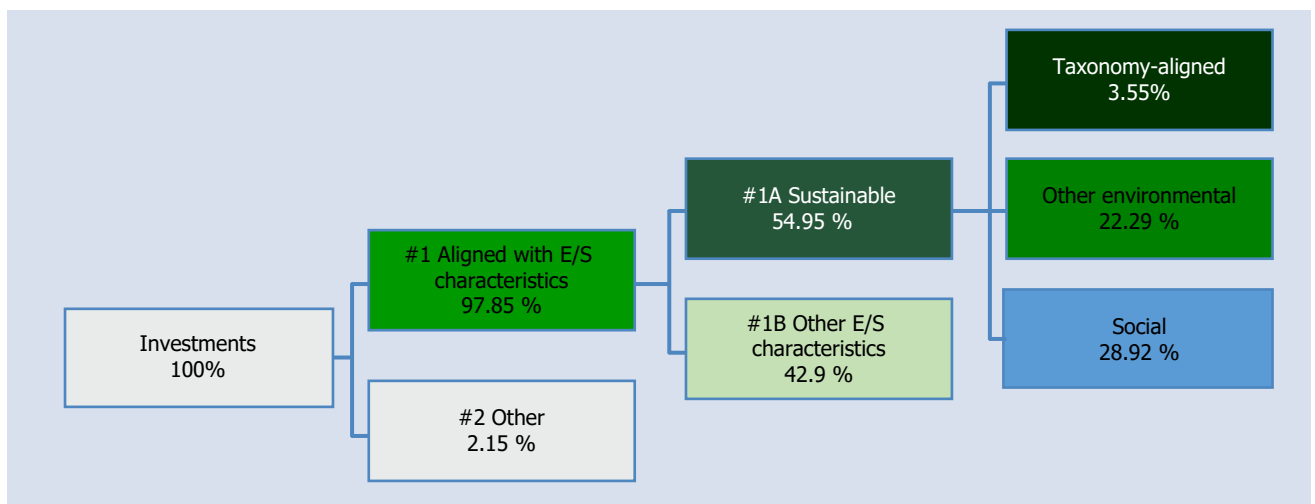 Investments
100%
#1 Aligned with E/S
characteristics
97.85 %
#2 Other
2.15 %
#1A Sustainable
54.95 %
#1B Other E/S
characteristics
42.9 %
Taxonomy-aligned
3.55%
Other environmental
22.29 %
Social
28.92 %